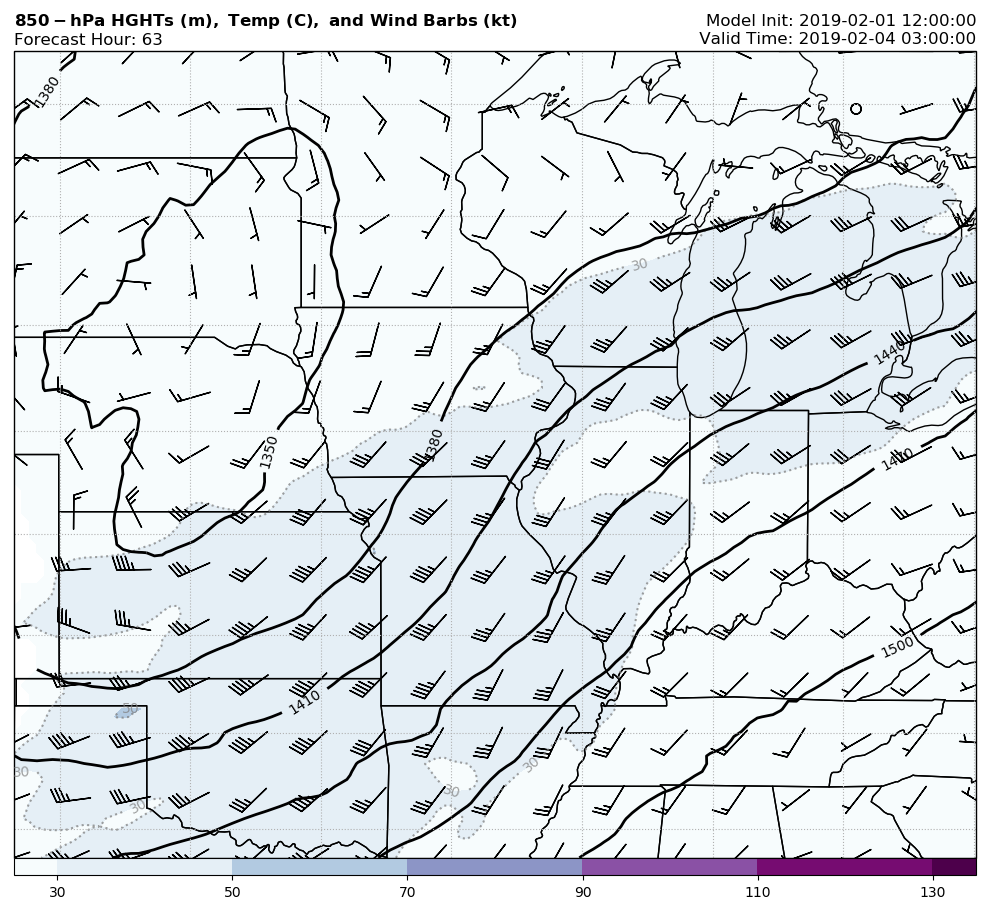 850-hPa HGHTs (m), Temp (C), and Wind Barbs (kt)
Model Init: 2019-02-01 12:00:00
Forecast Hour: 63
Valid Time: 2019-02-04 03:00:00
1380
30
1440
1350
1380
1470
1500
1410
50
30
30
30
30
30 50 70 90 110 130